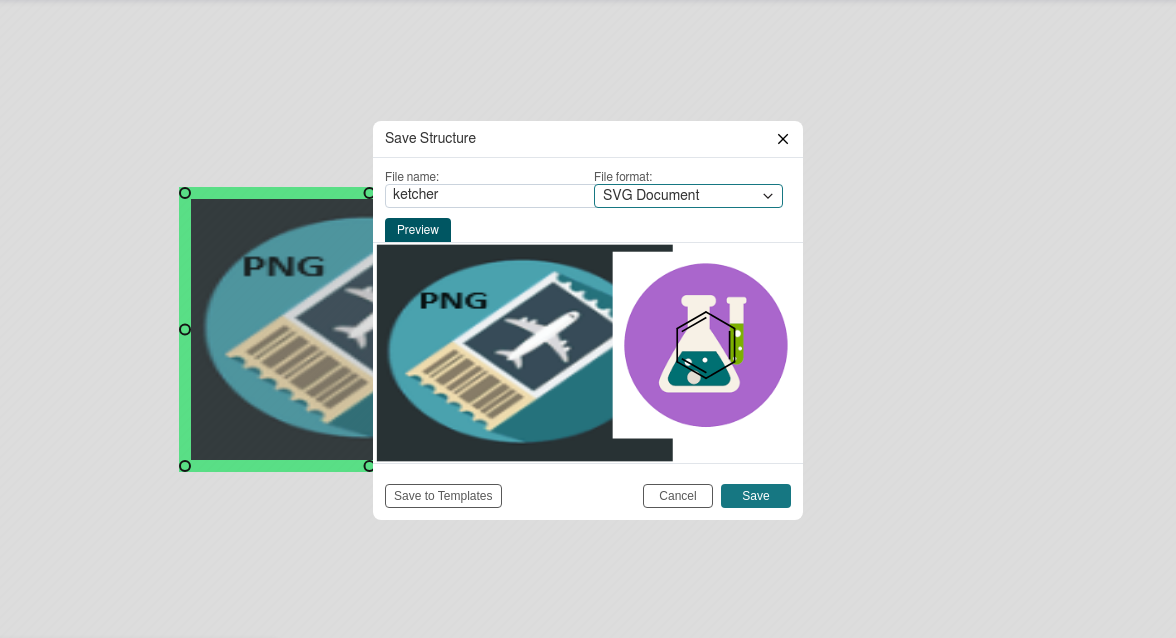 Save Structure
File name:
File format:
ketcher
SVG Document
Preview
PNG
PNG
Save to Templates
Cancel
Save